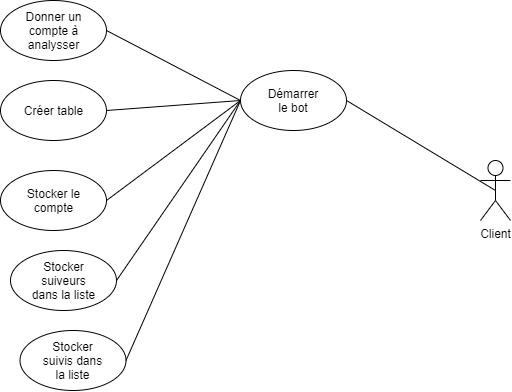 Donner un
compte à
analysser
Démarrer
le bot
Créer table
Stocker le
compte
Client
Stocker
suiveurs
dans la liste
Stocker
suivis dans
la liste